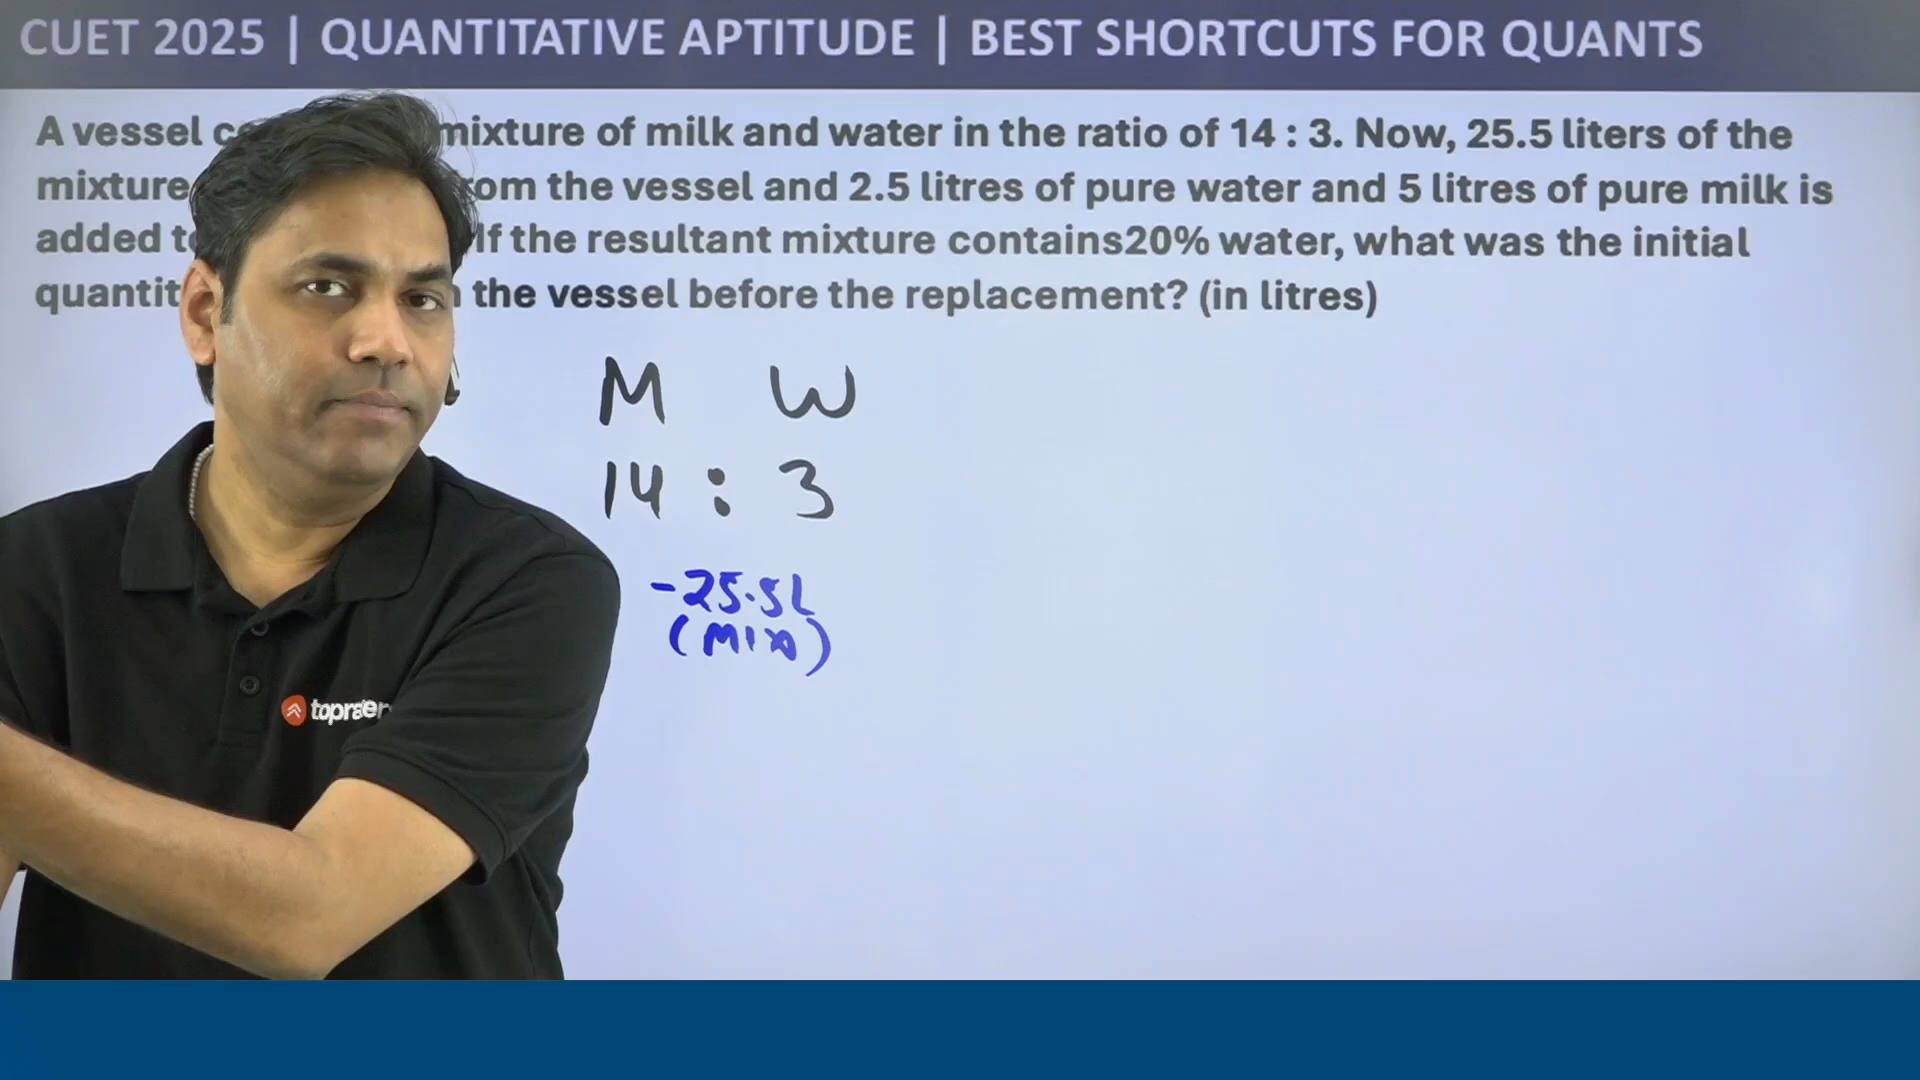 CUET 2025 | QUANTITATIVE APTITUDE | BEST SHORTCUTS FOR QUANTS
A vessel mixture of milk and water in the ratio of 14 : 3. Now, 25.5 liters of the
mixture the vessel and 2.5 litres of pure water and 5 litres of pure milk is
added If the resultant mixture contains20% water, what was the initial
the vessel before the replacement? (in litres)
M W
14 : 3
-25.5L
(MIX)